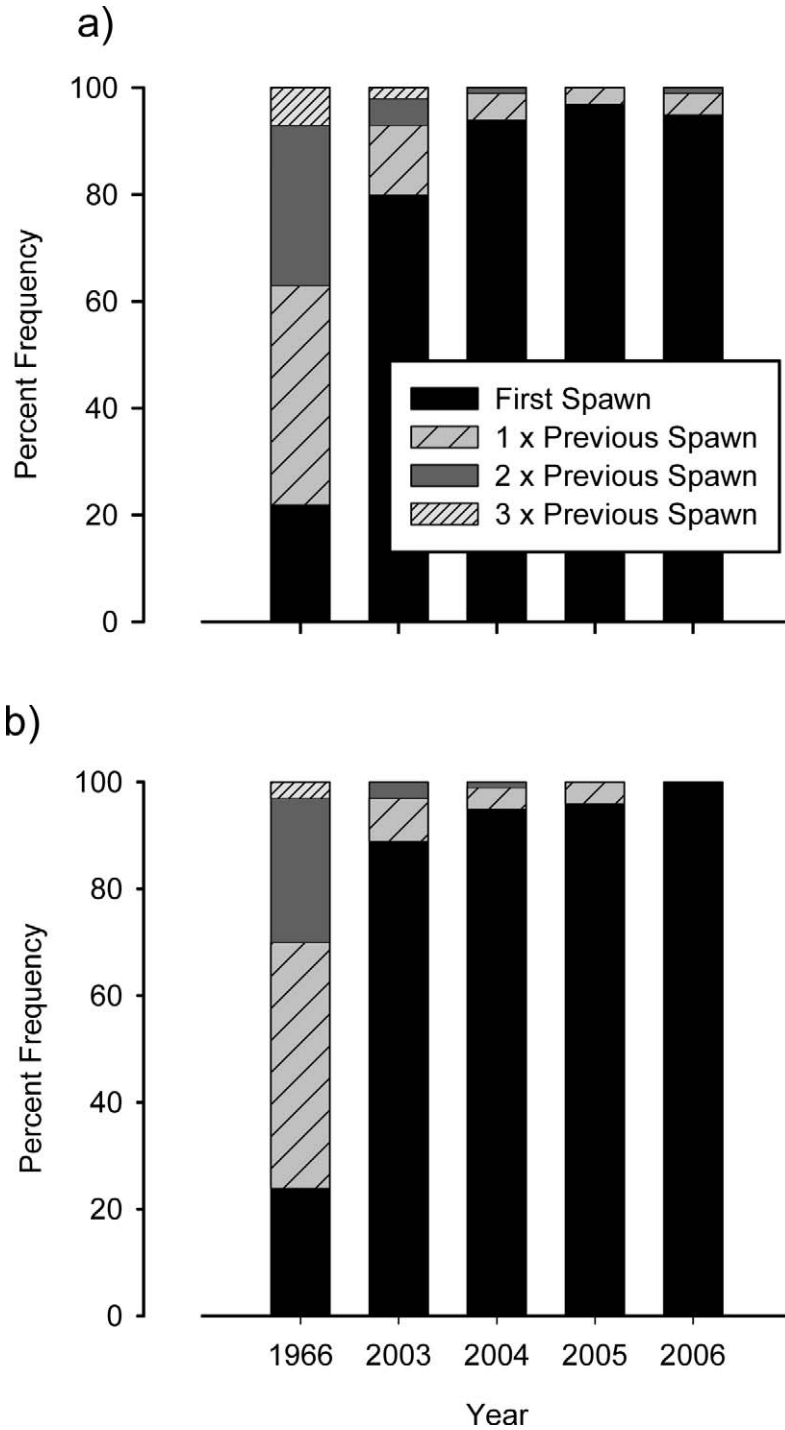 a)
100
80
60
40
20
0
Percent Frequency
First Spawn
1 x Previous Spawn
2 x Previous Spawn
3 x Previous Spawn
b)
100
80
60
40
20
0
Percent Frequency
1966 2003 2004 2005 2006
Year